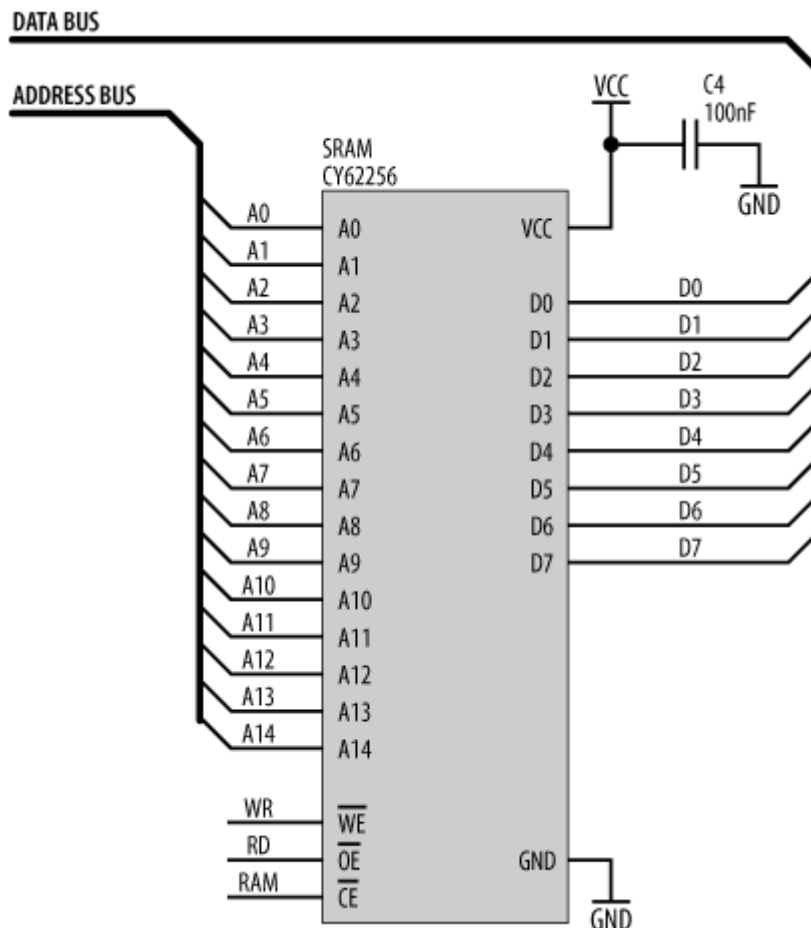 DATA BUS
ADDRESS BUS
VCC
C4
100nF
GND
SRAM
CY62256
A0 A0 VCC
A1 A1
A2 A2 D0 D0
A3 A3 D1 D1
A4 A4 D2 D2
A5 A5 D3 D3
A6 A6 D4 D4
A7 A7 D5 D5
A8 A8 D6 D6
A9 A9 D7 D7
A10 A10
A11 A11
A12 A12
A13 A13
A14 A14
WR W̅E̅
RD O̅E̅ GND
RAM C̅E̅
GND